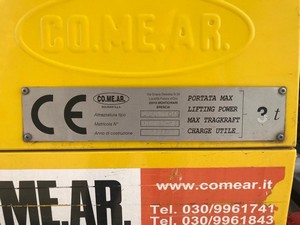 CO.ME.AR.
CO.ME.AR.
CE
PORTATA MAX
LIFTING POWER
MAX TRAGKRAFT
CHARGE UTILE
3 t
www.comear.it
.ME.AR.
Tel. 030/9961741
Tel. 030/9961843